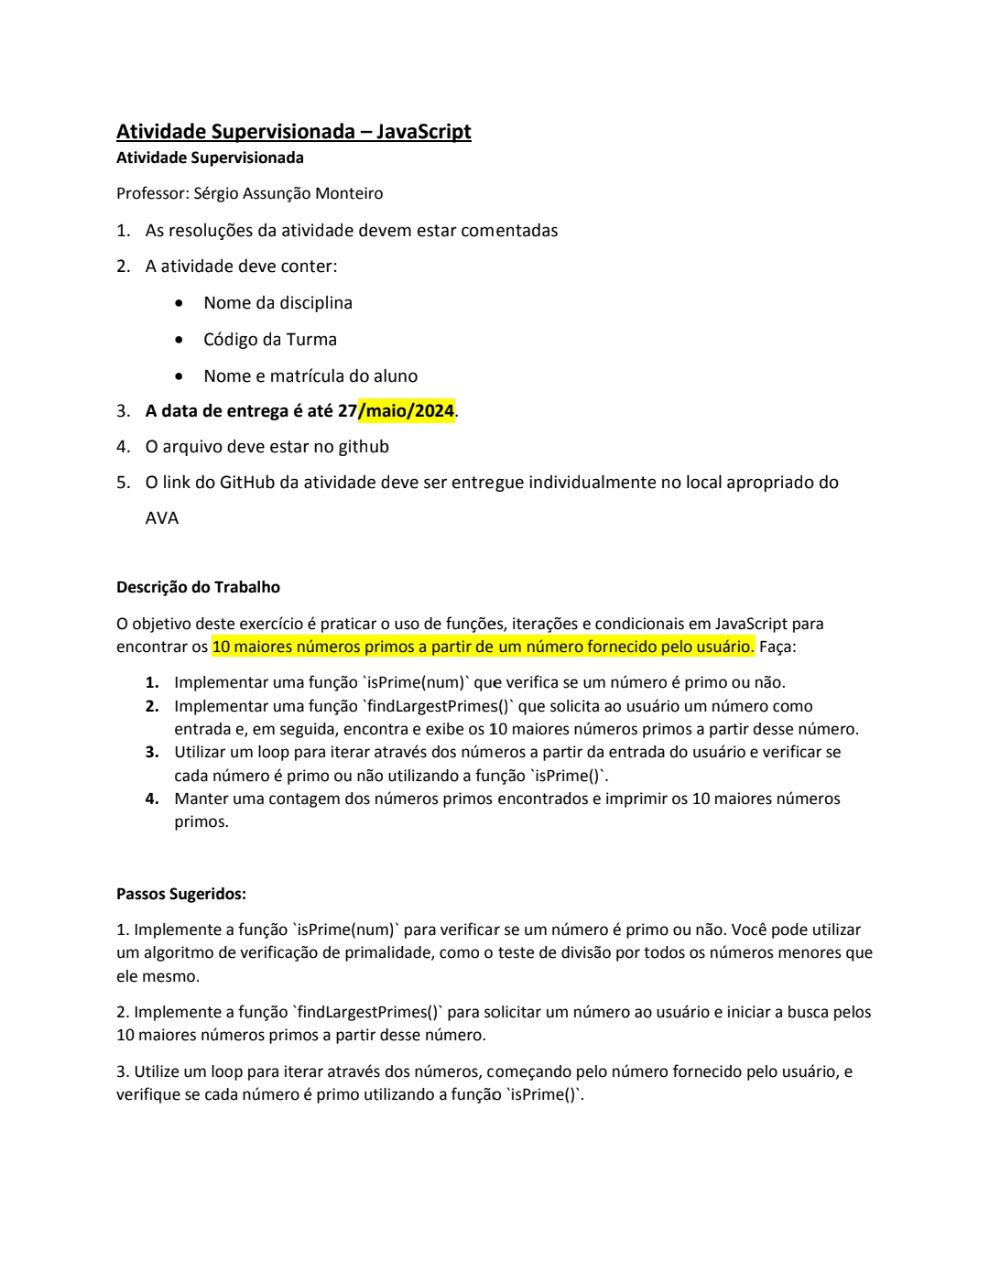 Atividade Supervisionada – JavaScript
Atividade Supervisionada
Professor: Sérgio Assunção Monteiro
1. As resoluções da atividade devem estar comentadas
2. A atividade deve conter:
• Nome da disciplina
• Código da Turma
• Nome e matrícula do aluno
3. A data de entrega é até 27/maio/2024.
4. O arquivo deve estar no github
5. O link do GitHub da atividade deve ser entregue individualmente no local apropriado do
AVA
Descrição do Trabalho
O objetivo deste exercício é praticar o uso de funções, iterações e condicionais em JavaScript para
encontrar os 10 maiores números primos a partir de um número fornecido pelo usuário. Faça:
1. Implementar uma função `isPrime(num)` que verifica se um número é primo ou não.
2. Implementar uma função `findLargestPrimes()` que solicita ao usuário um número como
entrada e, em seguida, encontra e exibe os 10 maiores números primos a partir desse número.
3. Utilizar um loop para iterar através dos números a partir da entrada do usuário e verificar se
cada número é primo ou não utilizando a função `isPrime()`.
4. Manter uma contagem dos números primos encontrados e imprimir os 10 maiores números
primos.
Passos Sugeridos:
1. Implemente a função `isPrime(num)` para verificar se um número é primo ou não. Você pode utilizar
um algoritmo de verificação de primalidade, como o teste de divisão por todos os números menores que
ele mesmo.
2. Implemente a função `findLargestPrimes()` para solicitar um número ao usuário e iniciar a busca pelos
10 maiores números primos a partir desse número.
3. Utilize um loop para iterar através dos números, começando pelo número fornecido pelo usuário, e
verifique se cada número é primo utilizando a função `isPrime()`.